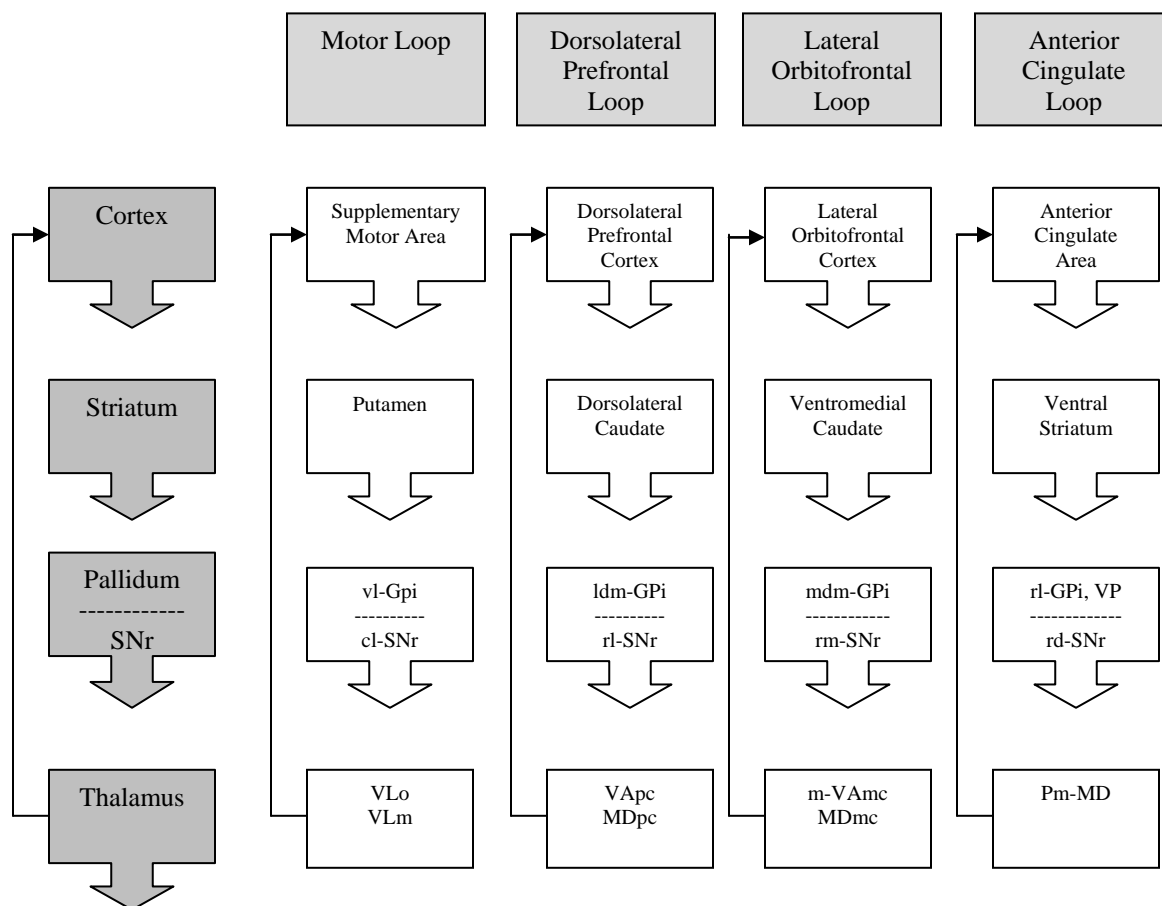 Motor Loop
Dorsolateral
Prefrontal
Loop
Lateral
Orbitofrontal
Loop
Anterior
Cingulate
Loop
Cortex
Supplementary
Motor Area
Dorsolateral
Prefrontal
Cortex
Lateral
Orbitofrontal
Cortex
Anterior
Cingulate
Area
Striatum
Putamen
Dorsolateral
Caudate
Ventromedial
Caudate
Ventral
Striatum
Pallidum
------------
SNr
vl-Gpi
----------
cl-SNr
ldm-GPi
----------
rl-SNr
mdm-GPi
----------
rm-SNr
rl-GPi, VP
-------------
rd-SNr
Thalamus
VLo
VLm
VApc
MDpc
m-VAmc
MDmc
Pm-MD